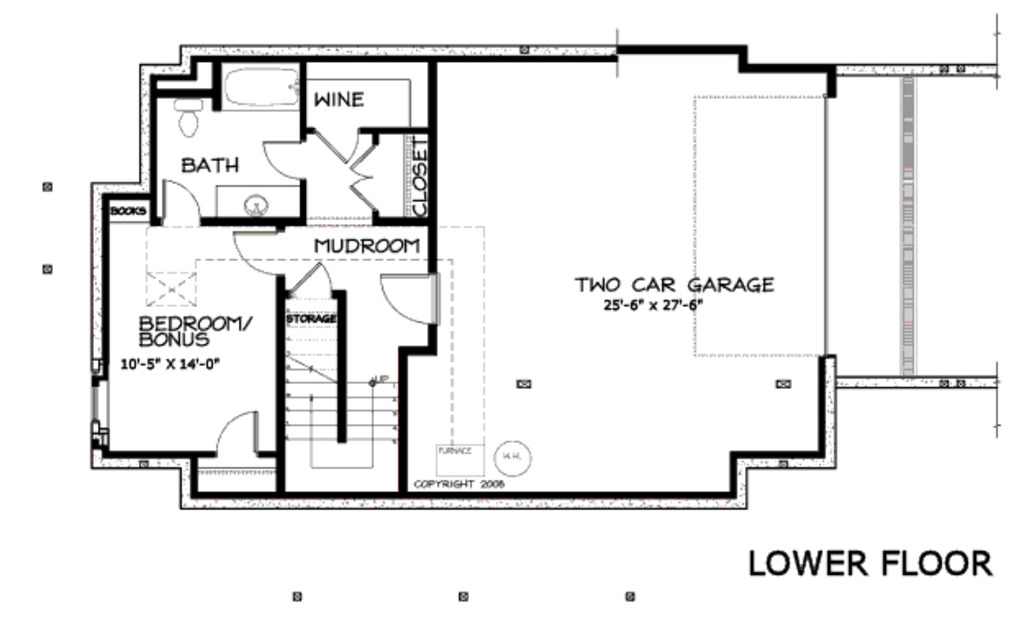 WINE
BATH
CLOSET
BOOKS
MUDROOM
TWO CAR GARAGE
25'-6" x 27'-6"
STORAGE
BEDROOM/
BONUS
10'-5" X 14'-0"
UP
FURNACE
W.H.
COPYRIGHT 2008
LOWER FLOOR